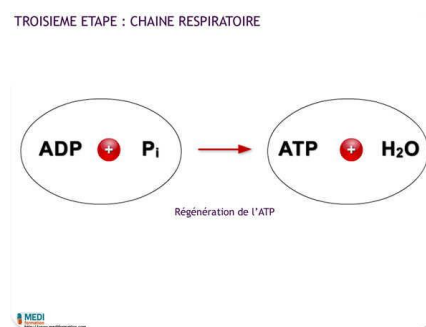 TROISIEME ETAPE : CHAINE RESPIRATOIRE
ADP + Pi ATP + H₂O
Régénération de l'ATP
MEDI